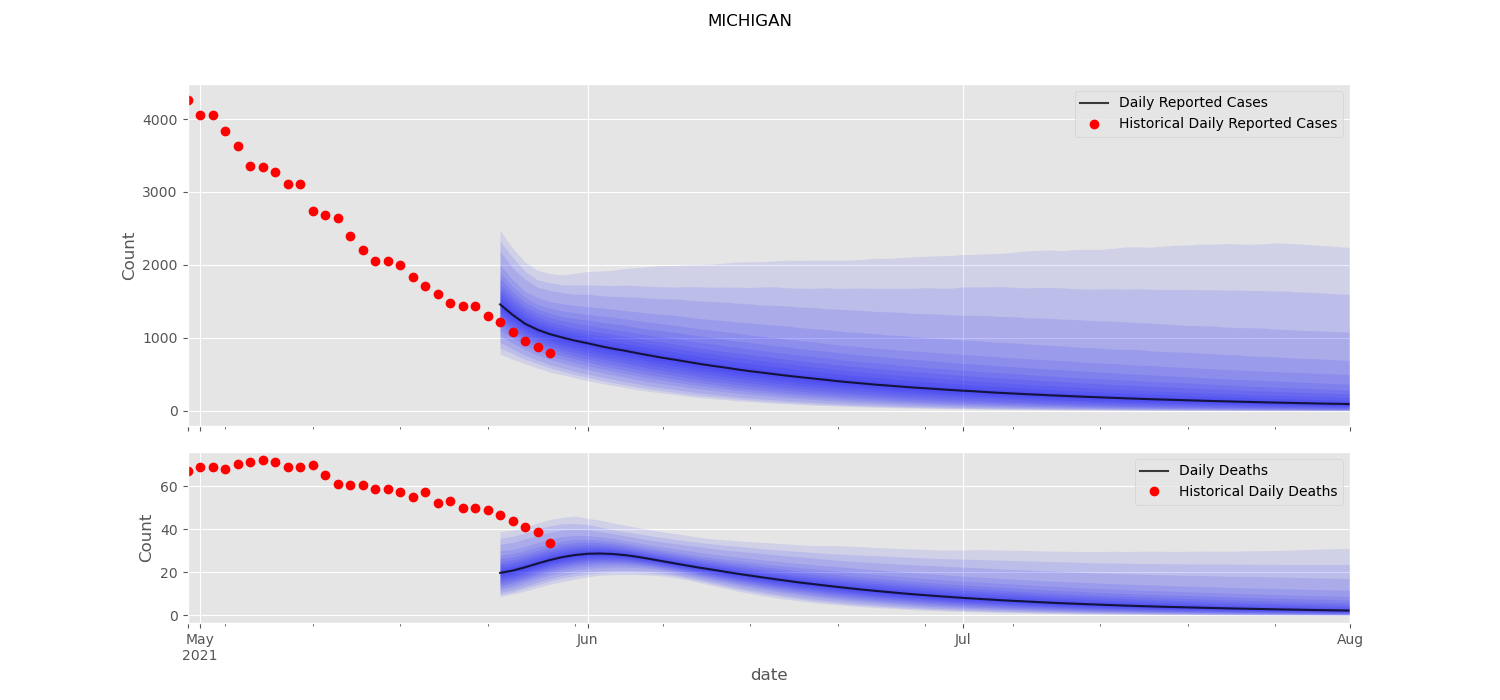 MICHIGAN
Daily Reported Cases
Historical Daily Reported Cases
4000
3000
2000
1000
0
Count
Daily Deaths
Historical Daily Deaths
60
40
20
0
Count
May
2021
Jun
Jul
Aug
date